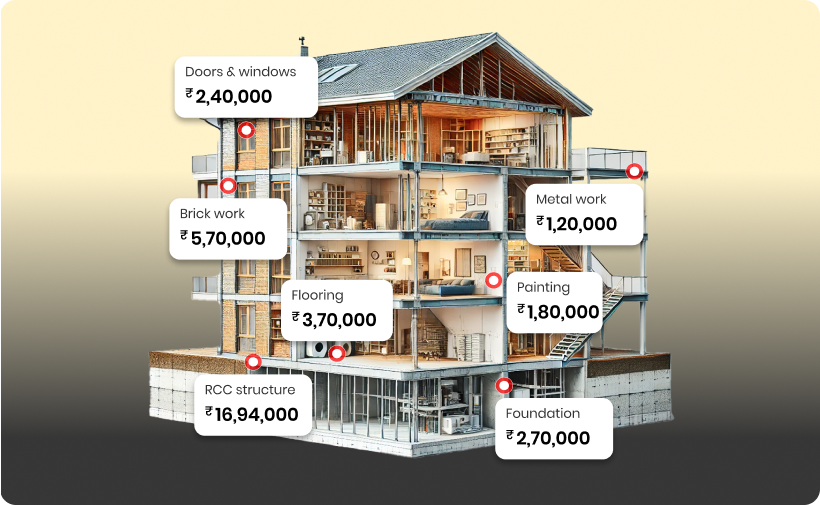 Doors & windows
₹ 2,40,000
Brick work
₹ 5,70,000
Metal work
₹ 1,20,000
Flooring
₹ 3,70,000
Painting
₹ 1,80,000
RCC structure
₹ 16,94,000
Foundation
₹ 2,70,000